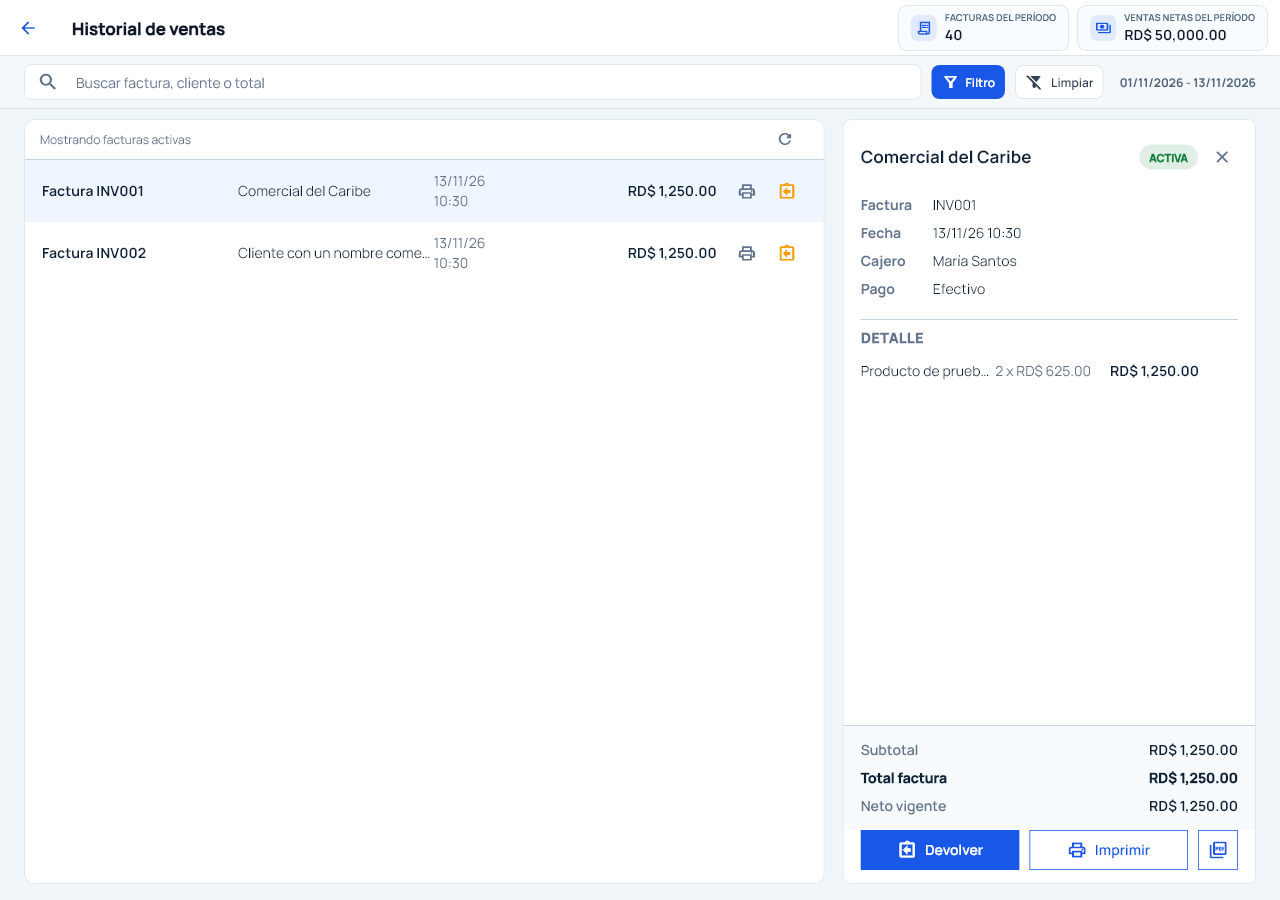 Historial de ventas
FACTURAS DEL PERÍODO
40
VENTAS NETAS DEL PERÍODO
RD$ 50,000.00
Buscar factura, cliente o total
Filtro
Limpiar
01/11/2026 - 13/11/2026
Mostrando facturas activas
Factura INV001
Comercial del Caribe
13/11/26
10:30
RD$ 1,250.00
Factura INV002
Cliente con un nombre come...
13/11/26
10:30
RD$ 1,250.00
Comercial del Caribe
ACTIVA
Factura INV001
Fecha 13/11/26 10:30
Cajero María Santos
Pago Efectivo
DETALLE
Producto de prueb... 2 x RD$ 625.00 RD$ 1,250.00
Subtotal RD$ 1,250.00
Total factura RD$ 1,250.00
Neto vigente RD$ 1,250.00
Devolver
Imprimir
PDF